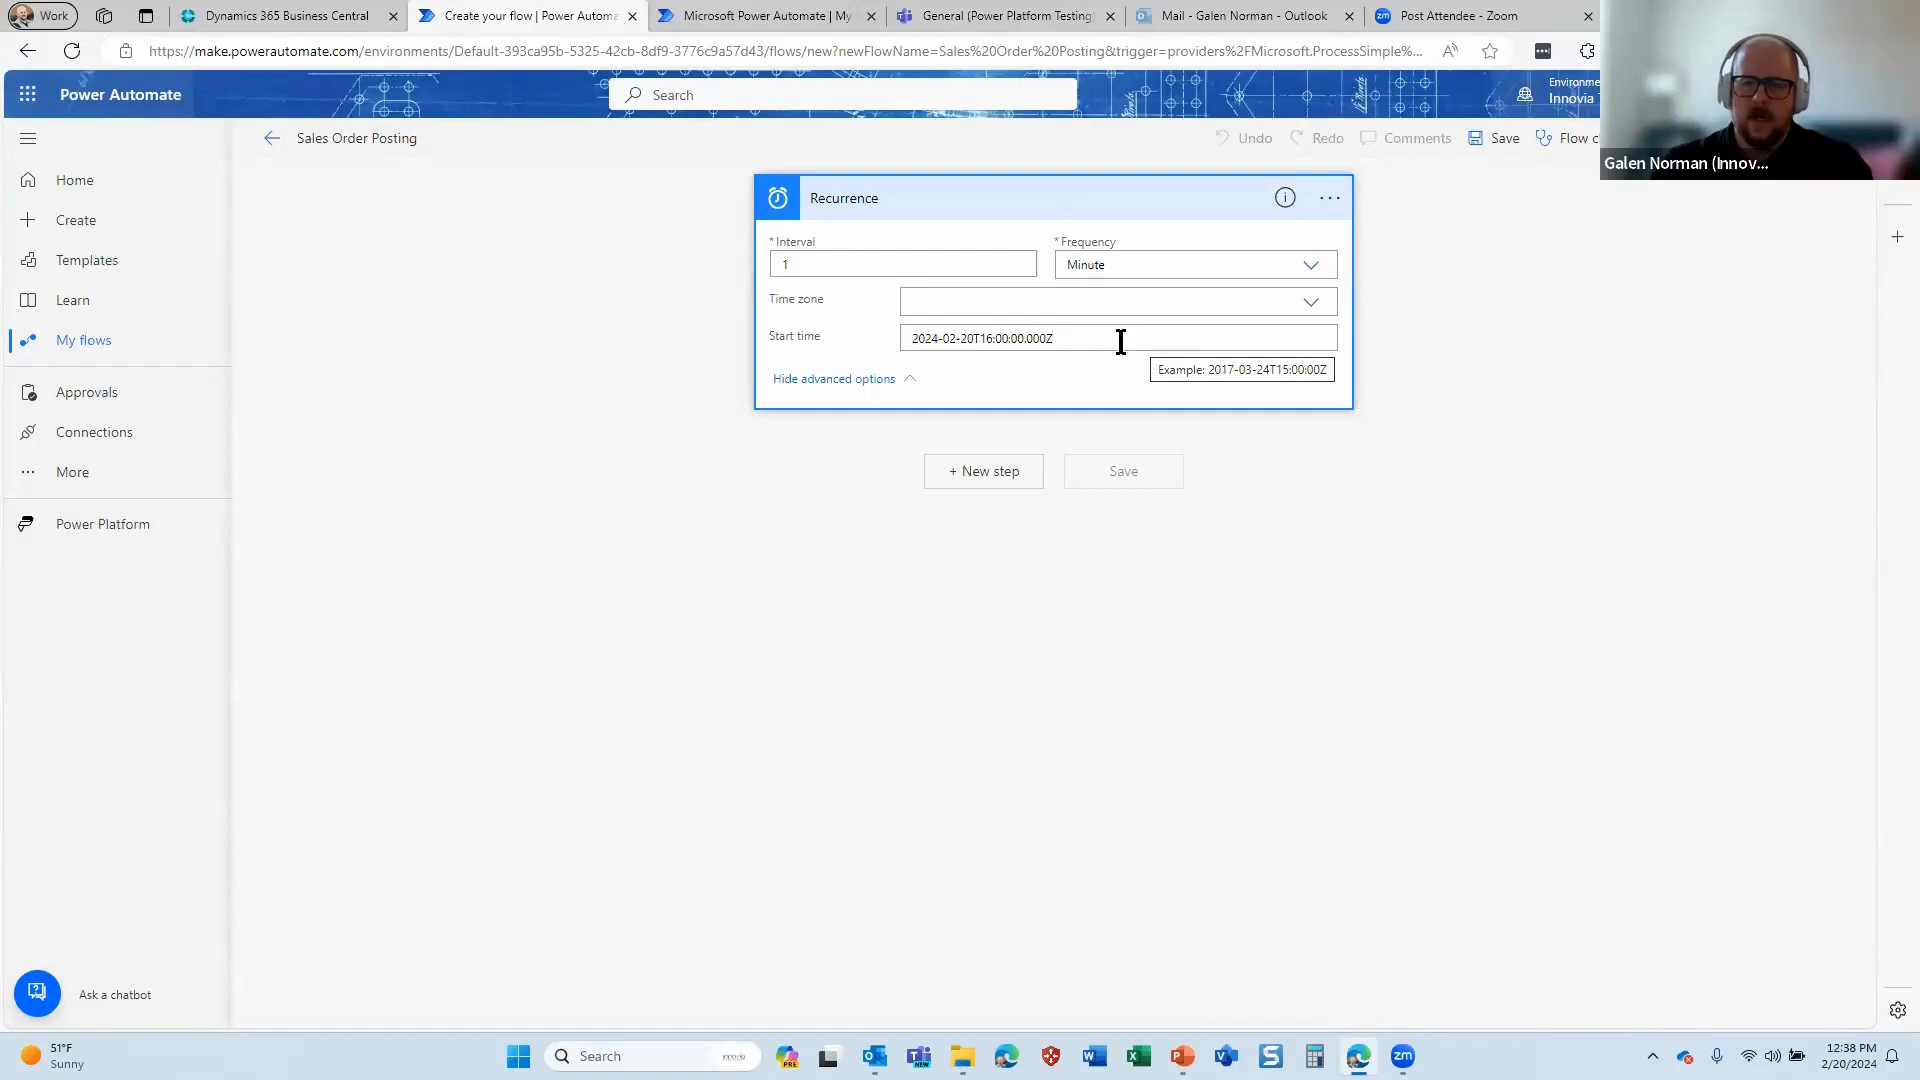 Work
Dynamics 365 Business Central
Create your flow | Power Automa
Microsoft Power Automate | My
General (Power Platform Testing)
Mail - Galen Norman - Outlook
Post Attendee - Zoom
https://make.powerautomate.com/environments/Default-393ca95b-5325-42cb-8df9-3776c9a57d43/flows/new?newFlowName=Sales%20Order%20Posting&trigger=providers%2FMicrosoft.ProcessSimple%...
Power Automate
Search
Environme
Innovia T
Galen Norman (Innov...
Sales Order Posting
Undo
Redo
Comments
Save
Flow c
Home
Create
Templates
Learn
My flows
Approvals
Connections
More
Power Platform
Ask a chatbot
Recurrence
* Interval
* Frequency
1
Minute
Time zone
Start time
2024-02-20T16:00:00.000Z
Example: 2017-03-24T15:00:00Z
Hide advanced options
+ New step
Save
51°F
Sunny
Search
12:38 PM
2/20/2024